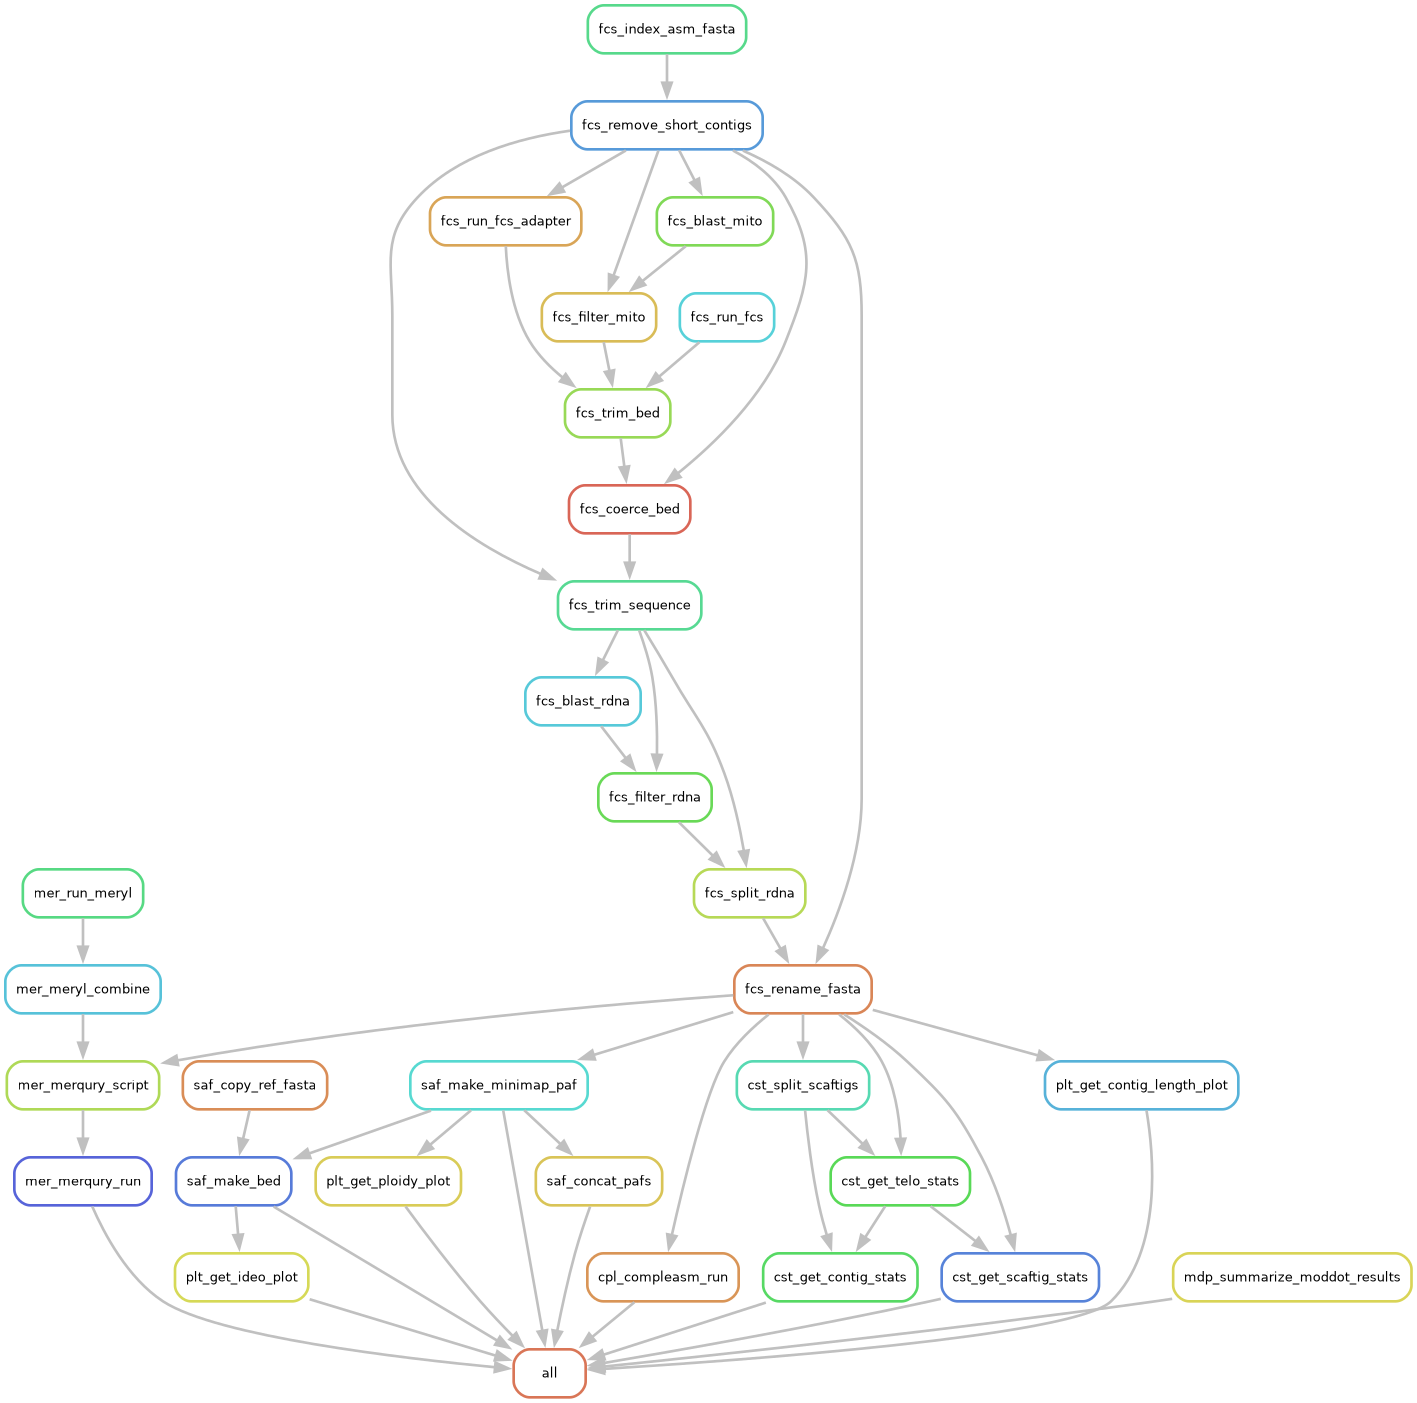 fcs_index_asm_fasta
fcs_remove_short_contigs
fcs_run_fcs_adapter
fcs_blast_mito
fcs_filter_mito
fcs_run_fcs
fcs_trim_bed
fcs_coerce_bed
fcs_trim_sequence
fcs_blast_rdna
fcs_filter_rdna
mer_run_meryl
fcs_split_rdna
mer_meryl_combine
fcs_rename_fasta
mer_merqury_script
saf_copy_ref_fasta
saf_make_minimap_paf
cst_split_scaftigs
plt_get_contig_length_plot
mer_merqury_run
saf_make_bed
plt_get_ploidy_plot
saf_concat_pafs
cst_get_telo_stats
plt_get_ideo_plot
cpl_compleasm_run
cst_get_contig_stats
cst_get_scaftig_stats
mdp_summarize_moddot_results
all